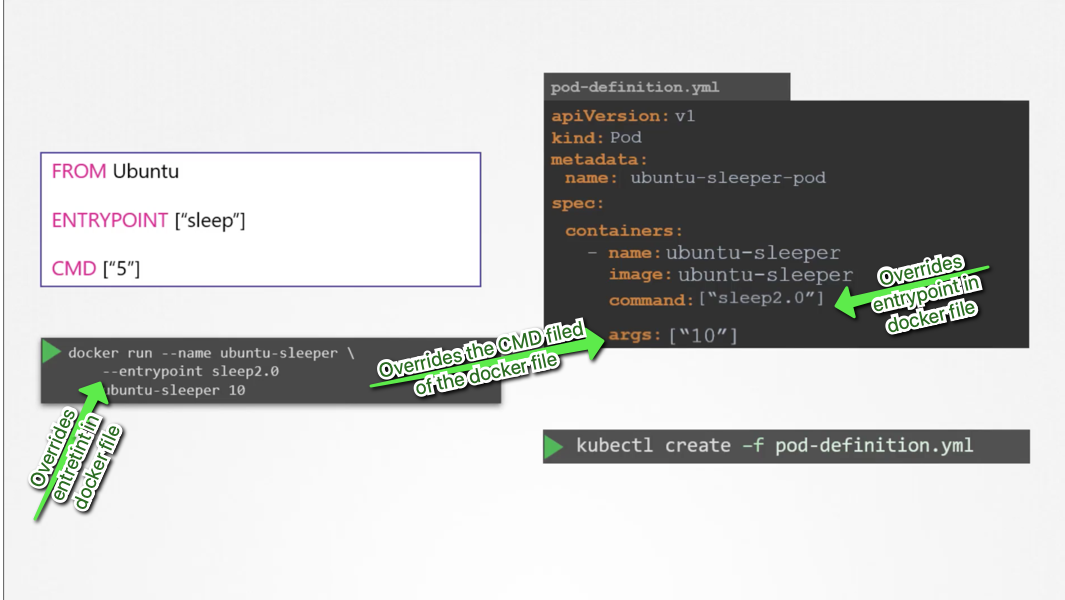 FROM Ubuntu
ENTRYPOINT [“sleep”]
CMD [“5”]
docker run --name ubuntu-sleeper \
--entrypoint sleep2.0
ubuntu-sleeper 10
Overrides
entretint in
docker file
Overrides the CMD filed
of the docker file
pod-definition.yml
apiVersion: v1
kind: Pod
metadata:
name: ubuntu-sleeper-pod
spec:
containers:
- name: ubuntu-sleeper
image: ubuntu-sleeper
command: [“sleep2.0”]
args: [“10”]
Overrides
entrypoint in
docker file
kubectl create –f pod-definition.yml